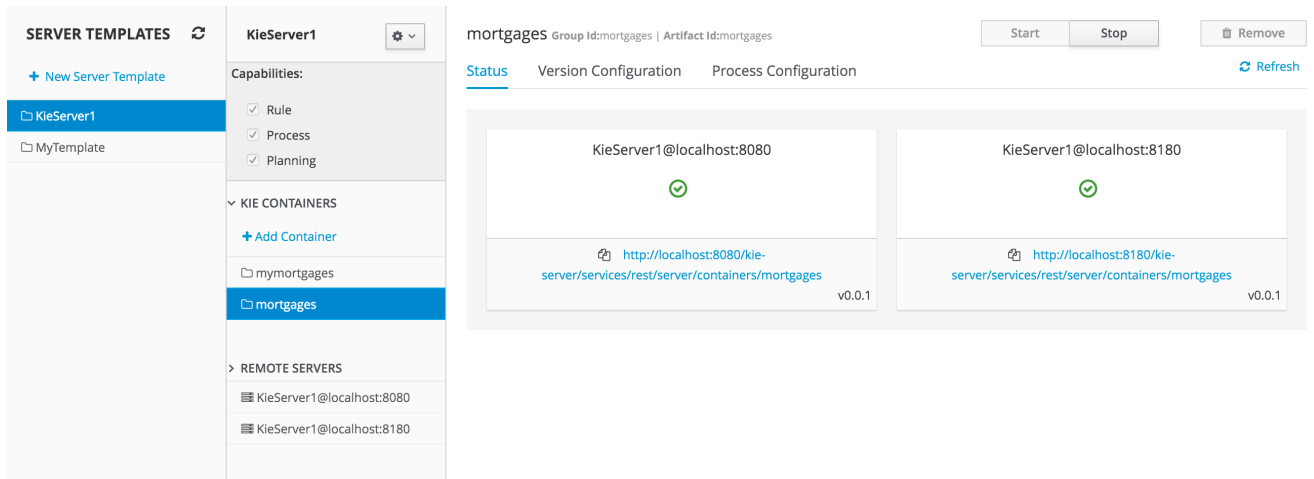 SERVER TEMPLATES
+ New Server Template
KieServer1
MyTemplate
KieServer1
Capabilities:
Rule
Process
Planning
KIE CONTAINERS
+ Add Container
mymortgages
mortgages
REMOTE SERVERS
KieServer1@localhost:8080
KieServer1@localhost:8180
mortgages Group Id:mortgages | Artifact Id:mortgages
Start
Stop
Remove
Status
Version Configuration
Process Configuration
Refresh
KieServer1@localhost:8080
http://localhost:8080/kie-
server/services/rest/server/containers/mortgages
v0.0.1
KieServer1@localhost:8180
http://localhost:8180/kie-
server/services/rest/server/containers/mortgages
v0.0.1